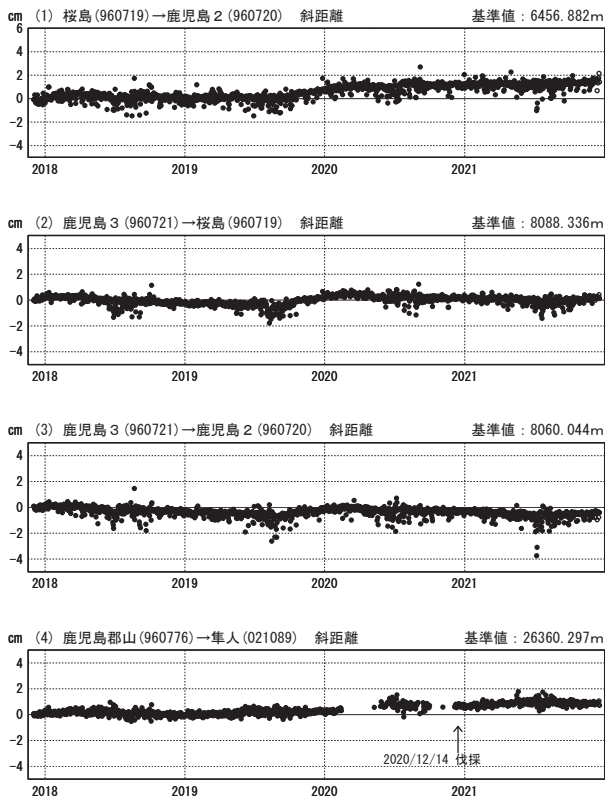 cm (1) 桜島(960719)→鹿児島2(960720) 斜距離 基準値：6456.882m
6
4
2
0
−2
−4
2018 2019 2020 2021
cm (2) 鹿児島3(960721)→桜島(960719) 斜距離 基準値：8088.336m
4
2
0
−2
−4
2018 2019 2020 2021
cm (3) 鹿児島3(960721)→鹿児島2(960720) 斜距離 基準値：8060.044m
4
2
0
−2
−4
2018 2019 2020 2021
cm (4) 鹿児島郡山(960776)→隼人(021089) 斜距離 基準値：26360.297m
4
2
0
−2
−4
2020/12/14 伐採
2018 2019 2020 2021